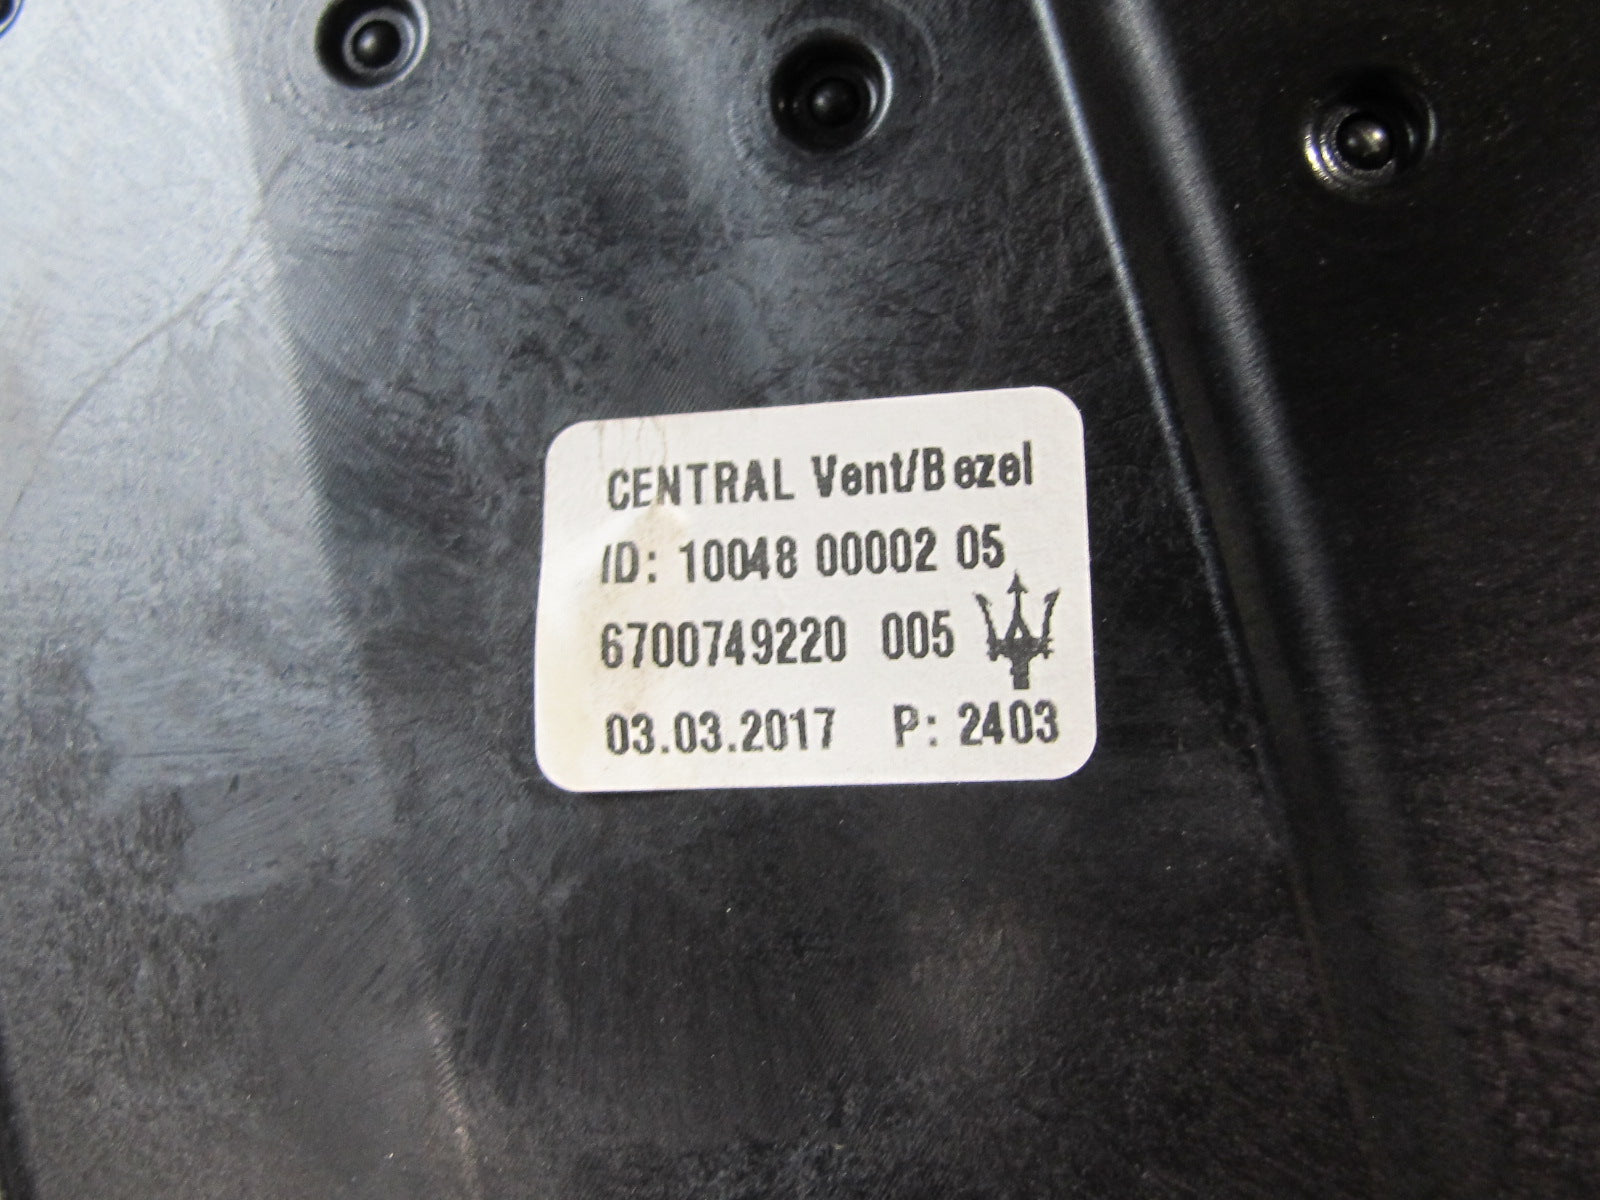 CENTRAL Vent/Bezel
ID: 10048 00002 05
6700749220 005
03.03.2017 P: 2403